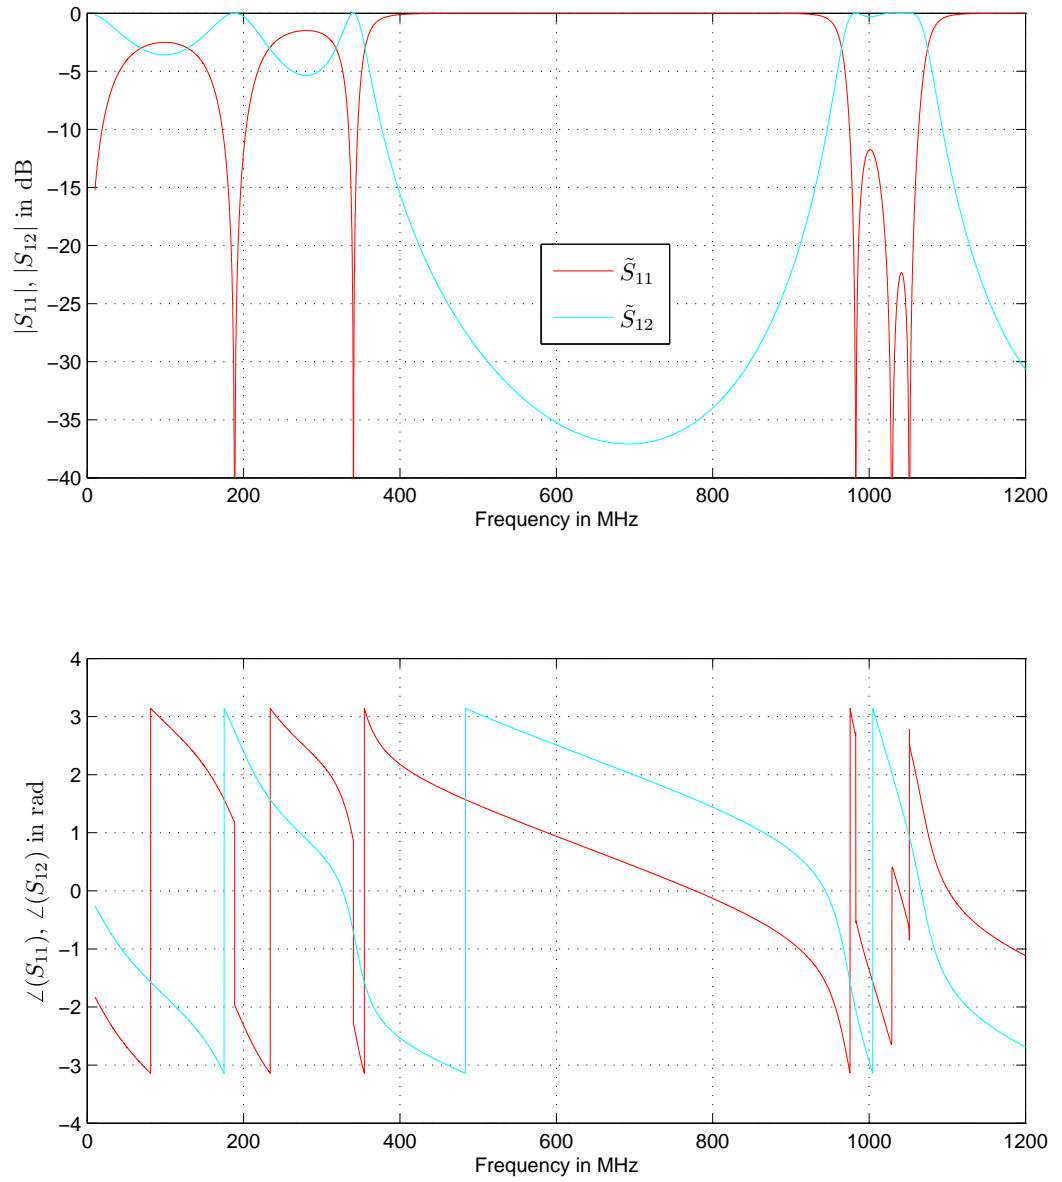 0
−5
−10
−15
−20
−25
−30
−35
−40
|S₁₁|, |S₁₂| in dB
S̃₁₁
S̃₁₂
0 200 400 600 800 1000 1200
Frequency in MHz
4
3
2
1
0
−1
−2
−3
−4
∠(S₁₁), ∠(S₁₂) in rad
0 200 400 600 800 1000 1200
Frequency in MHz